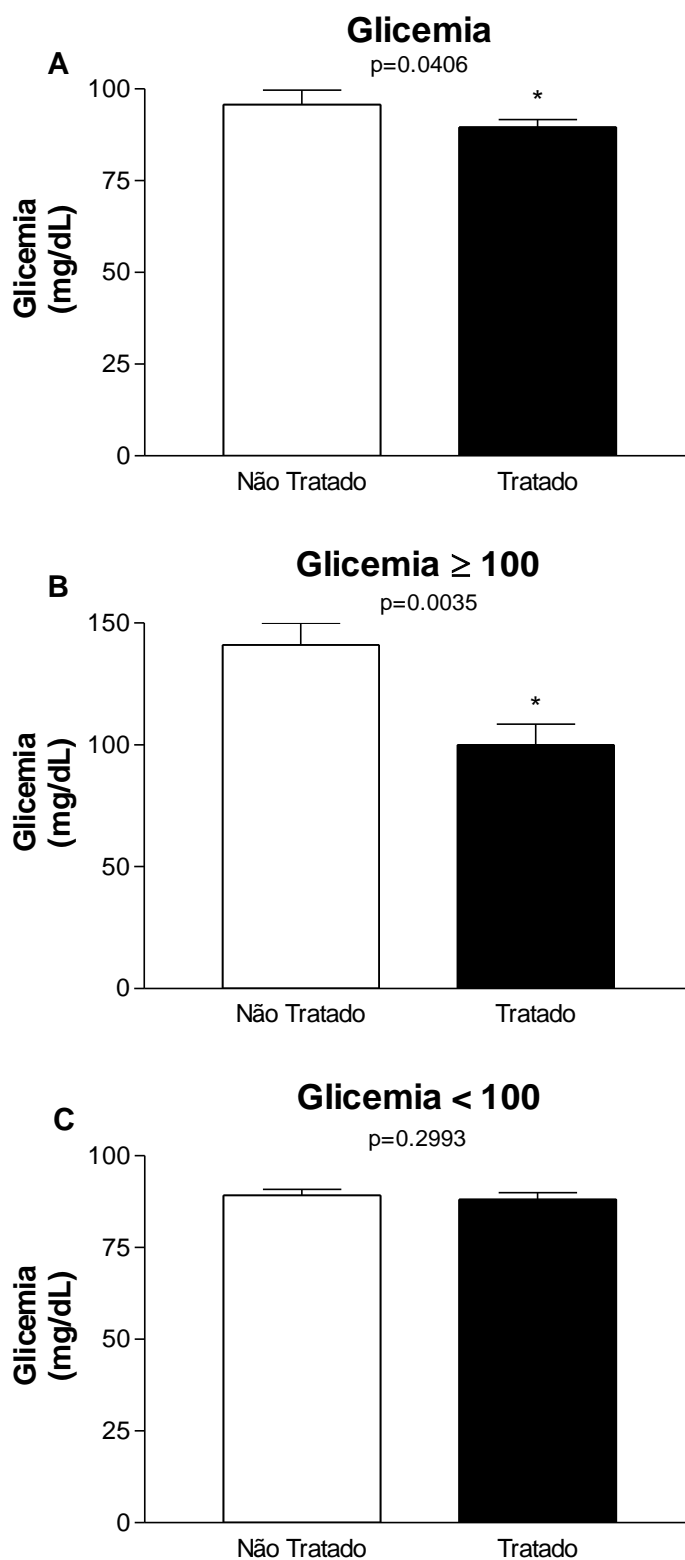 Glicemia
A
p=0.0406
*
100
75
50
25
0
Glicemia
(mg/dL)
Não Tratado
Tratado
Glicemia ≥ 100
B
p=0.0035
*
150
100
50
0
Glicemia
(mg/dL)
Não Tratado
Tratado
Glicemia < 100
C
p=0.2993
100
75
50
25
0
Glicemia
(mg/dL)
Não Tratado
Tratado